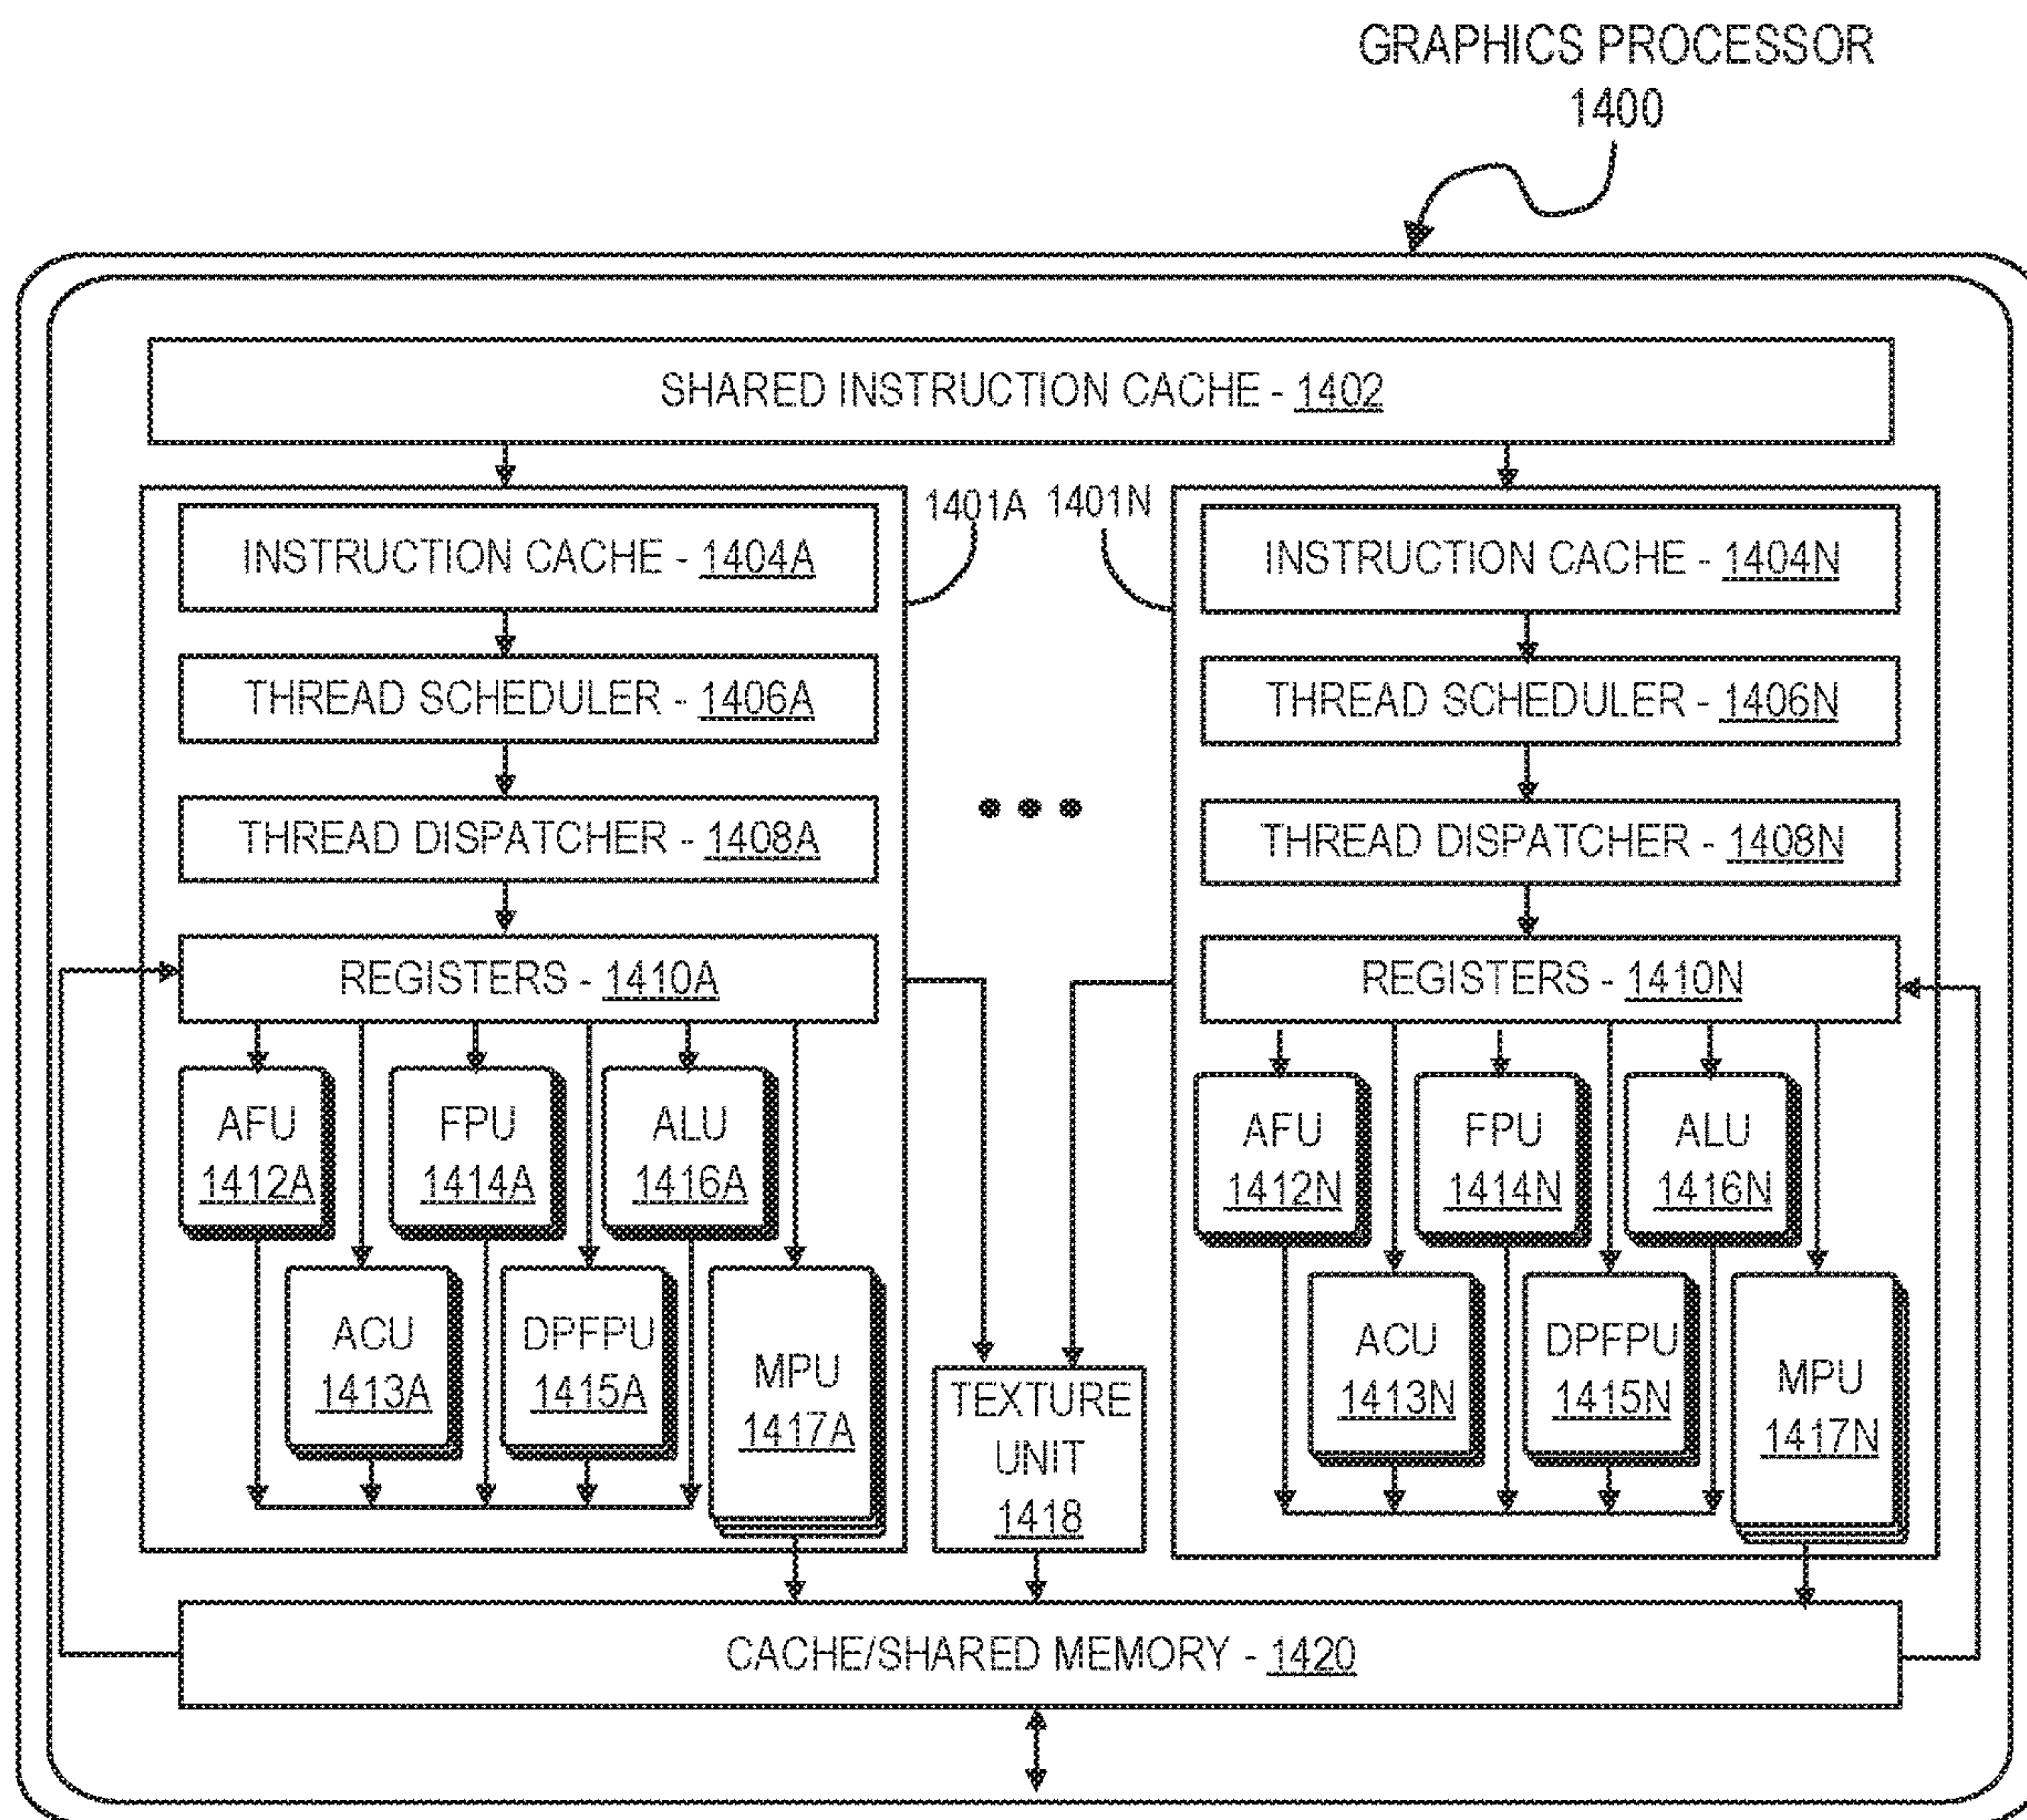 GRAPHICS PROCESSOR
1400
SHARED INSTRUCTION CACHE - 1402
1401A
1401N
INSTRUCTION CACHE - 1404A
THREAD SCHEDULER - 1406A
THREAD DISPATCHER - 1408A
REGISTERS - 1410A
AFU
1412A
FPU
1414A
ALU
1416A
ACU
1413A
DPFPU
1415A
MPU
1417A
TEXTURE
UNIT
1418
INSTRUCTION CACHE - 1404N
THREAD SCHEDULER - 1406N
THREAD DISPATCHER - 1408N
REGISTERS - 1410N
AFU
1412N
FPU
1414N
ALU
1416N
ACU
1413N
DPFPU
1415N
MPU
1417N
CACHE/SHARED MEMORY - 1420